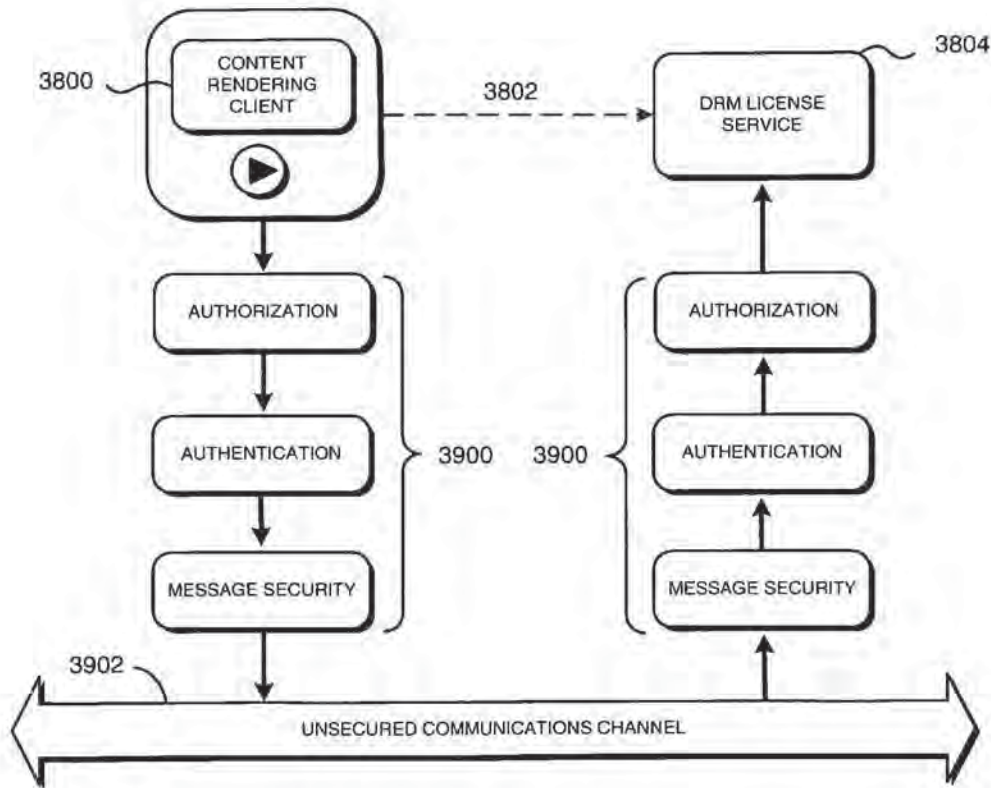 3800
CONTENT
RENDERING
CLIENT
3802
3804
DRM LICENSE
SERVICE
AUTHORIZATION
AUTHORIZATION
AUTHENTICATION
3900
3900
AUTHENTICATION
MESSAGE SECURITY
MESSAGE SECURITY
3902
UNSECURED COMMUNICATIONS CHANNEL